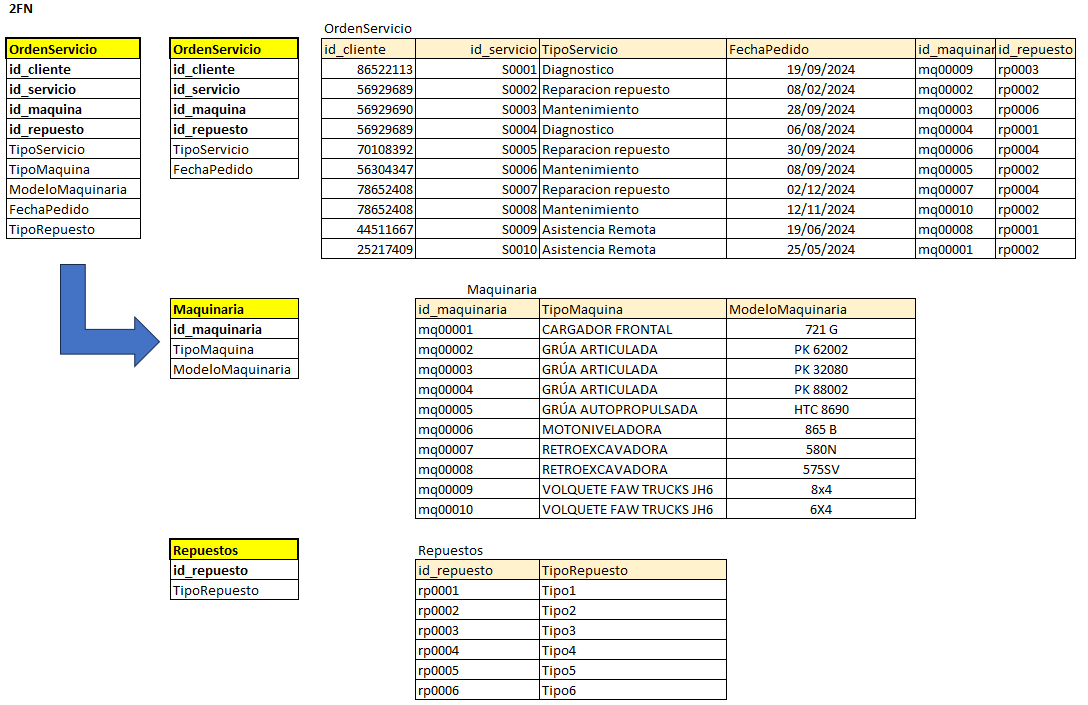 2FN
OrdenServicio
id_cliente
id_servicio
id_maquina
id_repuesto
TipoServicio
TipoMaquina
ModeloMaquinaria
FechaPedido
TipoRepuesto
OrdenServicio
id_cliente
id_servicio
id_maquina
id_repuesto
TipoServicio
FechaPedido
OrdenServicio
id_cliente id_servicio TipoServicio FechaPedido id_maquinar id_repuesto
86522113 S0001 Diagnostico 19/09/2024 mq00009 rp0003
56929689 S0002 Reparacion repuesto 08/02/2024 mq00002 rp0002
56929690 S0003 Mantenimiento 28/09/2024 mq00003 rp0006
56929689 S0004 Diagnostico 06/08/2024 mq00004 rp0001
70108392 S0005 Reparacion repuesto 30/09/2024 mq00006 rp0004
56304347 S0006 Mantenimiento 08/09/2024 mq00005 rp0002
78652408 S0007 Reparacion repuesto 02/12/2024 mq00007 rp0004
78652408 S0008 Mantenimiento 12/11/2024 mq00010 rp0002
44511667 S0009 Asistencia Remota 19/06/2024 mq00008 rp0001
25217409 S0010 Asistencia Remota 25/05/2024 mq00001 rp0002
Maquinaria
id_maquinaria
TipoMaquina
ModeloMaquinaria
Maquinaria
id_maquinaria TipoMaquina ModeloMaquinaria
mq00001 CARGADOR FRONTAL 721 G
mq00002 GRÚA ARTICULADA PK 62002
mq00003 GRÚA ARTICULADA PK 32080
mq00004 GRÚA ARTICULADA PK 88002
mq00005 GRÚA AUTOPROPULSADA HTC 8690
mq00006 MOTONIVELADORA 865 B
mq00007 RETROEXCAVADORA 580N
mq00008 RETROEXCAVADORA 575SV
mq00009 VOLQUETE FAW TRUCKS JH6 8x4
mq00010 VOLQUETE FAW TRUCKS JH6 6X4
Repuestos
id_repuesto
TipoRepuesto
Repuestos
id_repuesto TipoRepuesto
rp0001 Tipo1
rp0002 Tipo2
rp0003 Tipo3
rp0004 Tipo4
rp0005 Tipo5
rp0006 Tipo6